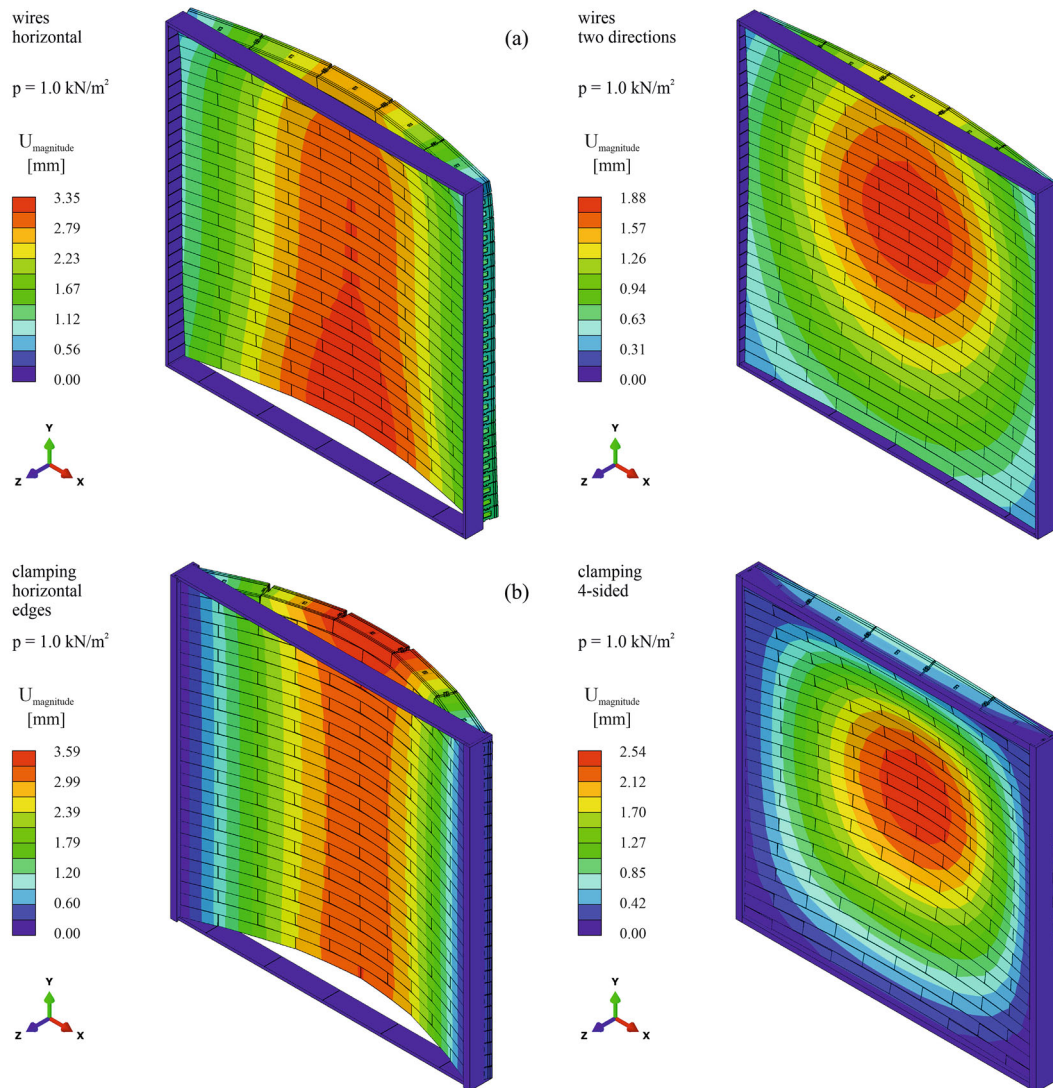 wires
horizontal
p = 1.0 kN/m²
U magnitude
[mm]
3.35
2.79
2.23
1.67
1.12
0.56
0.00
Y
Z
X
(a)
wires
two directions
p = 1.0 kN/m²
U magnitude
[mm]
1.88
1.57
1.26
0.94
0.63
0.31
0.00
Y
Z
X
clamping
horizontal
edges
p = 1.0 kN/m²
U magnitude
[mm]
3.59
2.99
2.39
1.79
1.20
0.60
0.00
Y
Z
X
(b)
clamping
4-sided
p = 1.0 kN/m²
U magnitude
[mm]
2.54
2.12
1.70
1.27
0.85
0.42
0.00
Y
Z
X